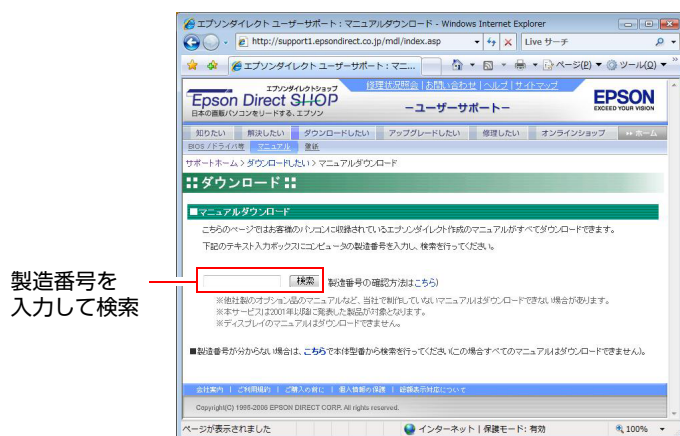 エプソンダイレクト ユーザーサポート : マニュアルダウンロード - Windows Internet Explorer
http://support1.epsondirect.co.jp/mdl/index.asp
Live サーチ
エプソンダイレクト ユーザーサポート : マニ...
ページ(P)
ツール(O)
エプソンダイレクトショップ
Epson Direct SHOP
日本の直販パソコンをリードする、エプソン
修理状況照会 | お問い合わせ | ヘルプ | サイトマップ
－ユーザーサポート－
EPSON
EXCEED YOUR VISION
知りたい 解決したい ダウンロードしたい アップグレードしたい 修理したい オンラインショップ ホーム
BIOS / ドライバ等 マニュアル 壁紙
サポートホーム > ダウンロードしたい > マニュアルダウンロード
ダウンロード
■マニュアルダウンロード
こちらのページではお客様のパソコンに収録されているエプソンダイレクト作成のマニュアルがすべてダウンロードできます。
下記のテキスト入力ボックスにコンピュータの製造番号を入力し、検索を行ってください。
製造番号を
入力して検索
検索 製造番号の確認方法はこちら)
※他社製のオプション品のマニュアルなど、当社で制作していないマニュアルはダウンロードできない場合があります。
※本サービスは2001年以降に発表した製品が対象となります。
※ディスプレイのマニュアルはダウンロードできません。
■製造番号が分からない場合は、こちらで本体型番から検索を行ってください(この場合すべてのマニュアルはダウンロードできません)。
会社案内 | ご利用規約 | ご購入の前に | 個人情報の保護 | 総額表示対応について
Copyright(C) 1998-2006 EPSON DIRECT CORP. All rights reserved.
ページが表示されました
インターネット | 保護モード: 有効
100%